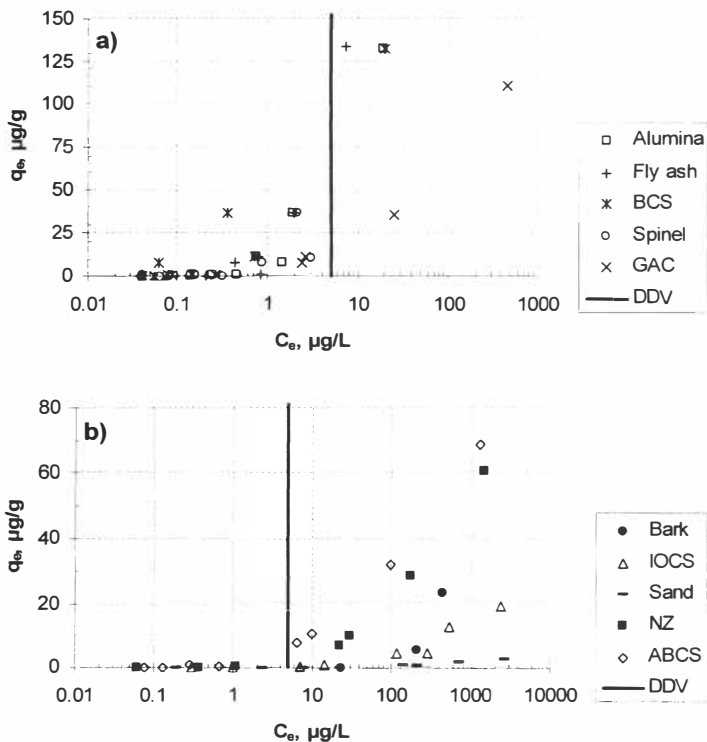 a)
150
125
100
75
50
25
0
qₑ, µg/g
0.01 0.1 1 10 100 1000
Cₑ, µg/L
Alumina
Fly ash
BCS
Spinel
GAC
DDV
b)
80
60
40
20
0
qₑ, µg/g
0.01 0.1 1 10 100 1000 10000
Cₑ, µg/L
Bark
IOCS
Sand
NZ
ABCS
DDV